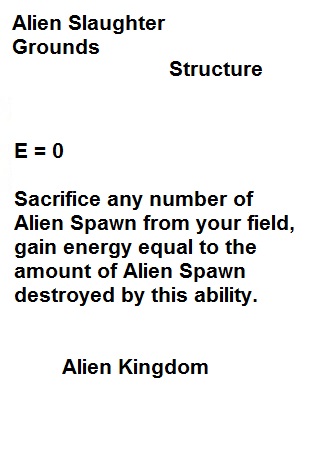 Alien Slaughter
Grounds
Structure
E = 0
Sacrifice any number of
Alien Spawn from your field,
gain energy equal to the
amount of Alien Spawn
destroyed by this ability.
Alien Kingdom